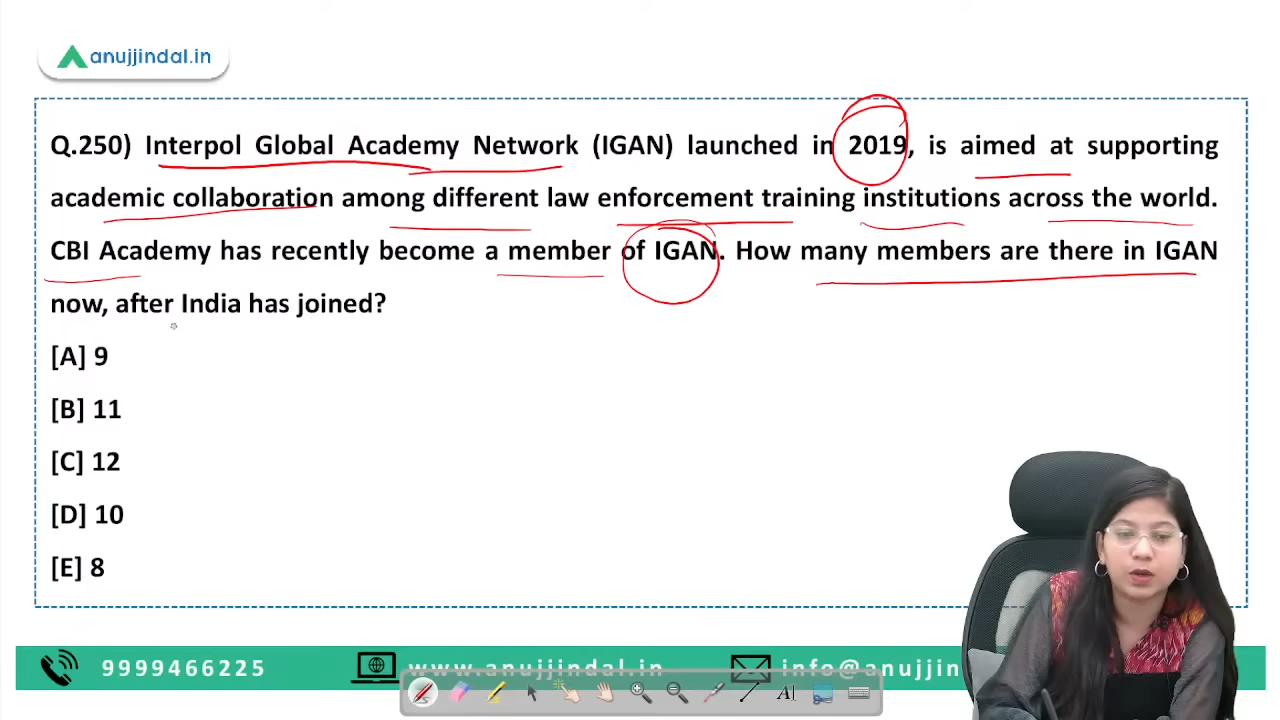 anujjindal.in
Q.250) Interpol Global Academy Network (IGAN) launched in 2019, is aimed at supporting
academic collaboration among different law enforcement training institutions across the world.
CBI Academy has recently become a member of IGAN. How many members are there in IGAN
now, after India has joined?
[A] 9
[B] 11
[C] 12
[D] 10
[E] 8
9999466225
www.anujjindal.in
info@anujjin
AI